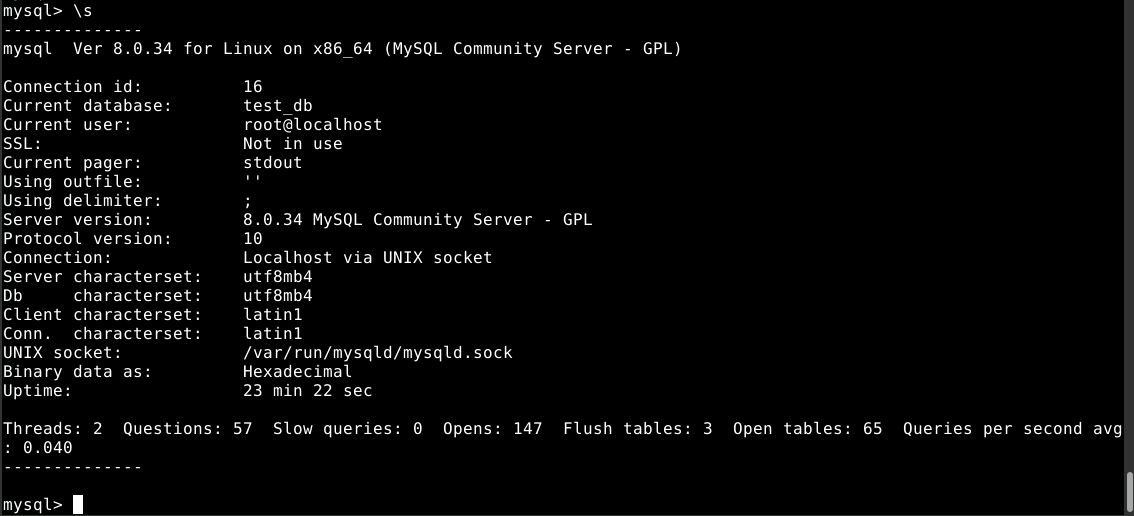 mysql> \s
--------------
mysql  Ver 8.0.34 for Linux on x86_64 (MySQL Community Server - GPL)

Connection id:          16
Current database:       test_db
Current user:           root@localhost
SSL:                    Not in use
Current pager:          stdout
Using outfile:          ''
Using delimiter:        ;
Server version:         8.0.34 MySQL Community Server - GPL
Protocol version:       10
Connection:             Localhost via UNIX socket
Server characterset:    utf8mb4
Db     characterset:    utf8mb4
Client characterset:    latin1
Conn.  characterset:    latin1
UNIX socket:            /var/run/mysqld/mysqld.sock
Binary data as:         Hexadecimal
Uptime:                 23 min 22 sec

Threads: 2  Questions: 57  Slow queries: 0  Opens: 147  Flush tables: 3  Open tables: 65  Queries per second avg
: 0.040
--------------

mysql>